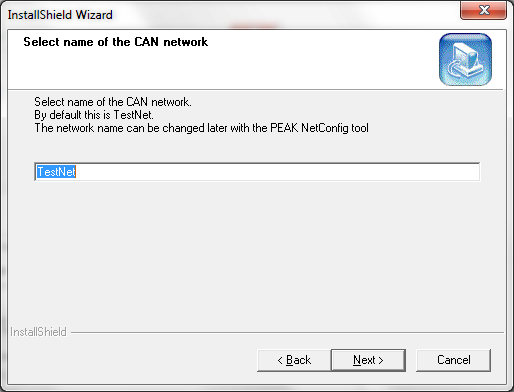 InstallShield Wizard
Select name of the CAN network
Select name of the CAN network.
By default this is TestNet.
The network name can be changed later with the PEAK NetConfig tool
TestNet
InstallShield
< Back
Next >
Cancel